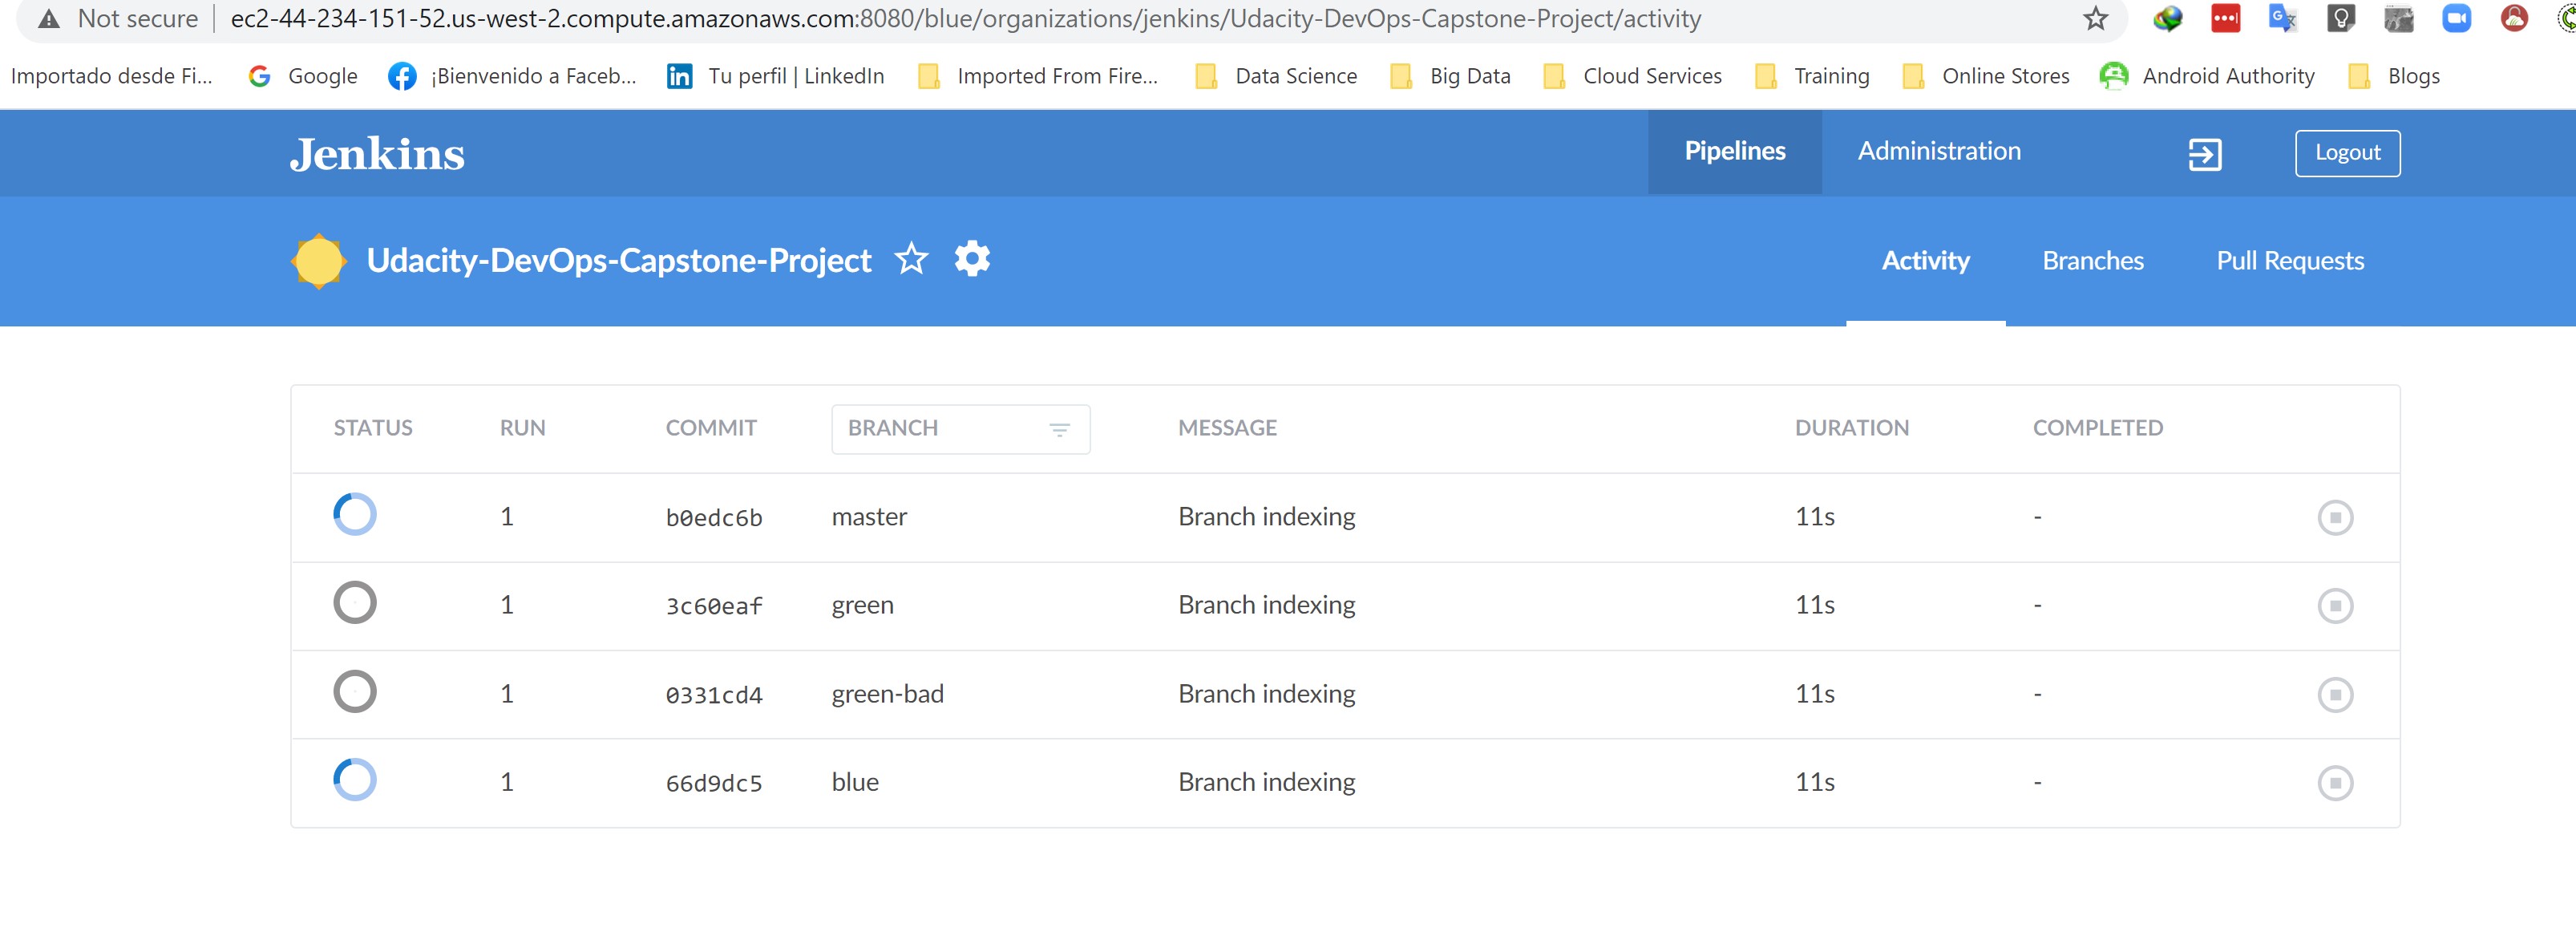 Not secure ec2-44-234-151-52.us-west-2.compute.amazonaws.com:8080/blue/organizations/jenkins/Udacity-DevOps-Capstone-Project/activity
Importado desde Fi... Google ¡Bienvenido a Faceb... Tu perfil | LinkedIn Imported From Fire... Data Science Big Data Cloud Services Training Online Stores Android Authority Blogs
Jenkins Pipelines Administration Logout
Udacity-DevOps-Capstone-Project Activity Branches Pull Requests
STATUS RUN COMMIT BRANCH MESSAGE DURATION COMPLETED
1 b0edc6b master Branch indexing 11s -
1 3c60eaf green Branch indexing 11s -
1 0331cd4 green-bad Branch indexing 11s -
1 66d9dc5 blue Branch indexing 11s -